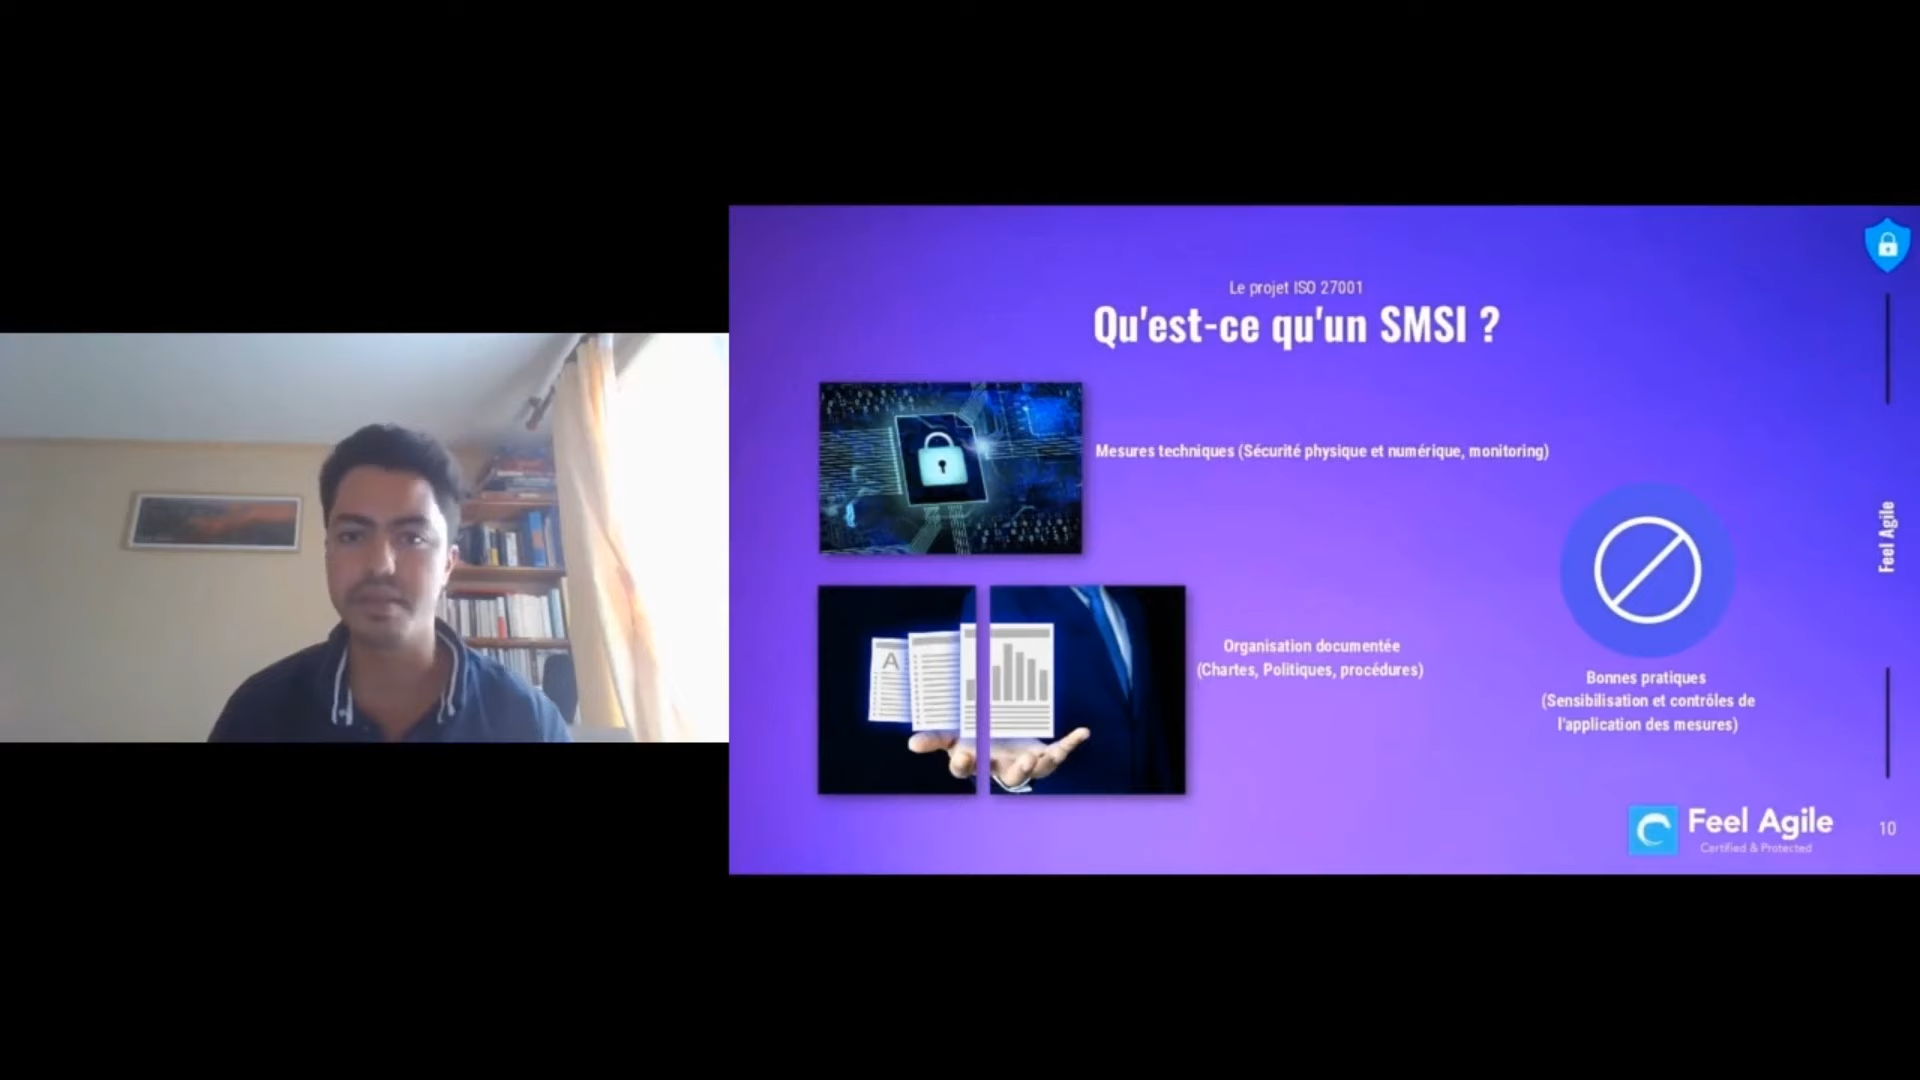 Le projet ISO 27001
Qu'est-ce qu'un SMSI ?
Mesures techniques (Sécurité physique et numérique, monitoring)
A
Organisation documentée
(Chartes, Politiques, procédures)
Bonnes pratiques
(Sensibilisation et contrôles de
l'application des mesures)
Feel Agile
Feel Agile
Certified & Protected
10